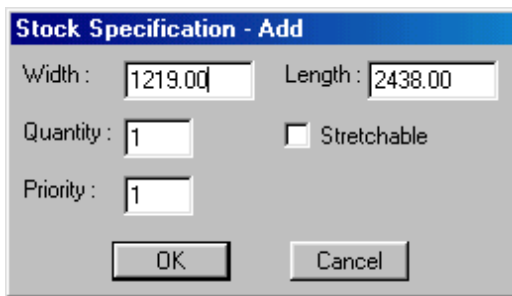 Stock Specification - Add
Width : 1219.00 Length : 2438.00
Quantity : 1 Stretchable
Priority : 1
OK Cancel